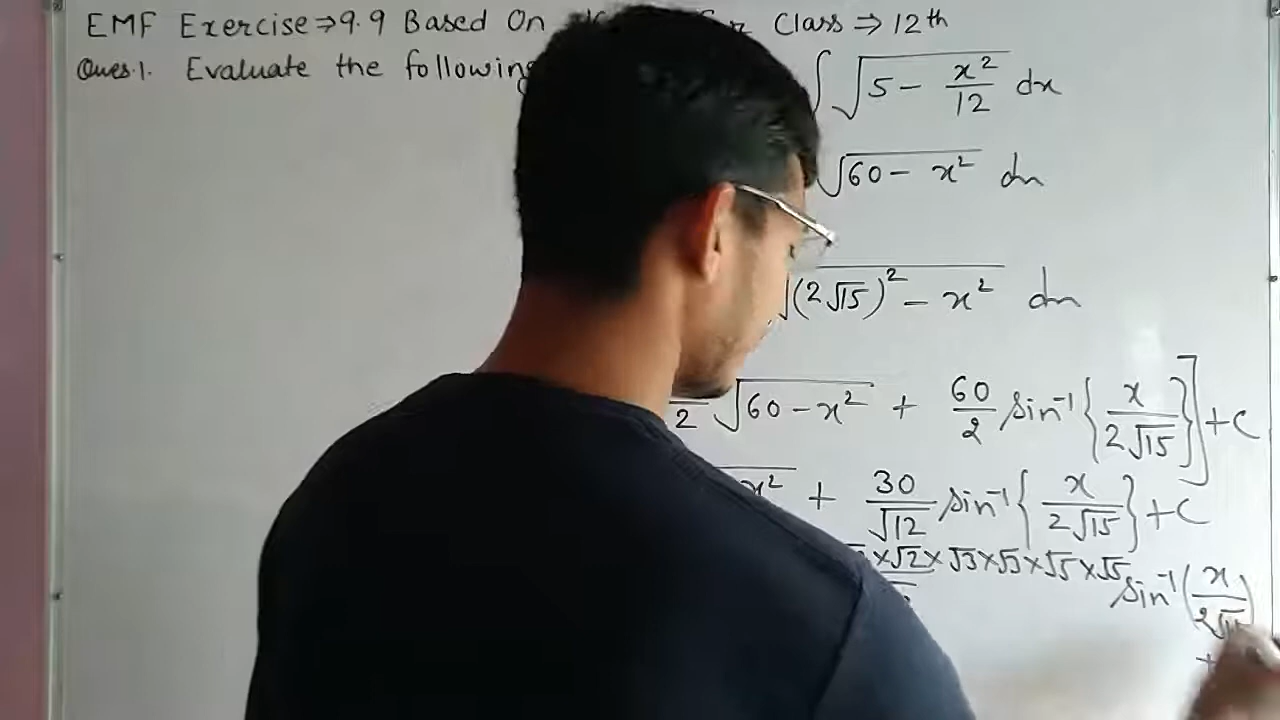 EMF Exercise⇒9.9 Based On Class ⇒ 12th
Ques.1. Evaluate the following ∫ √(5 - x²/12) dx
√(60 - x²) dx
√((2√15)² - x²) dx
/2 √(60 - x²) + 60/2 sin⁻¹{x/2√15}] + C
x² + 30/√12 sin⁻¹{x/2√15} + C
×√2×√3×√3×√5×√5 sin⁻¹(x/2√15)
+